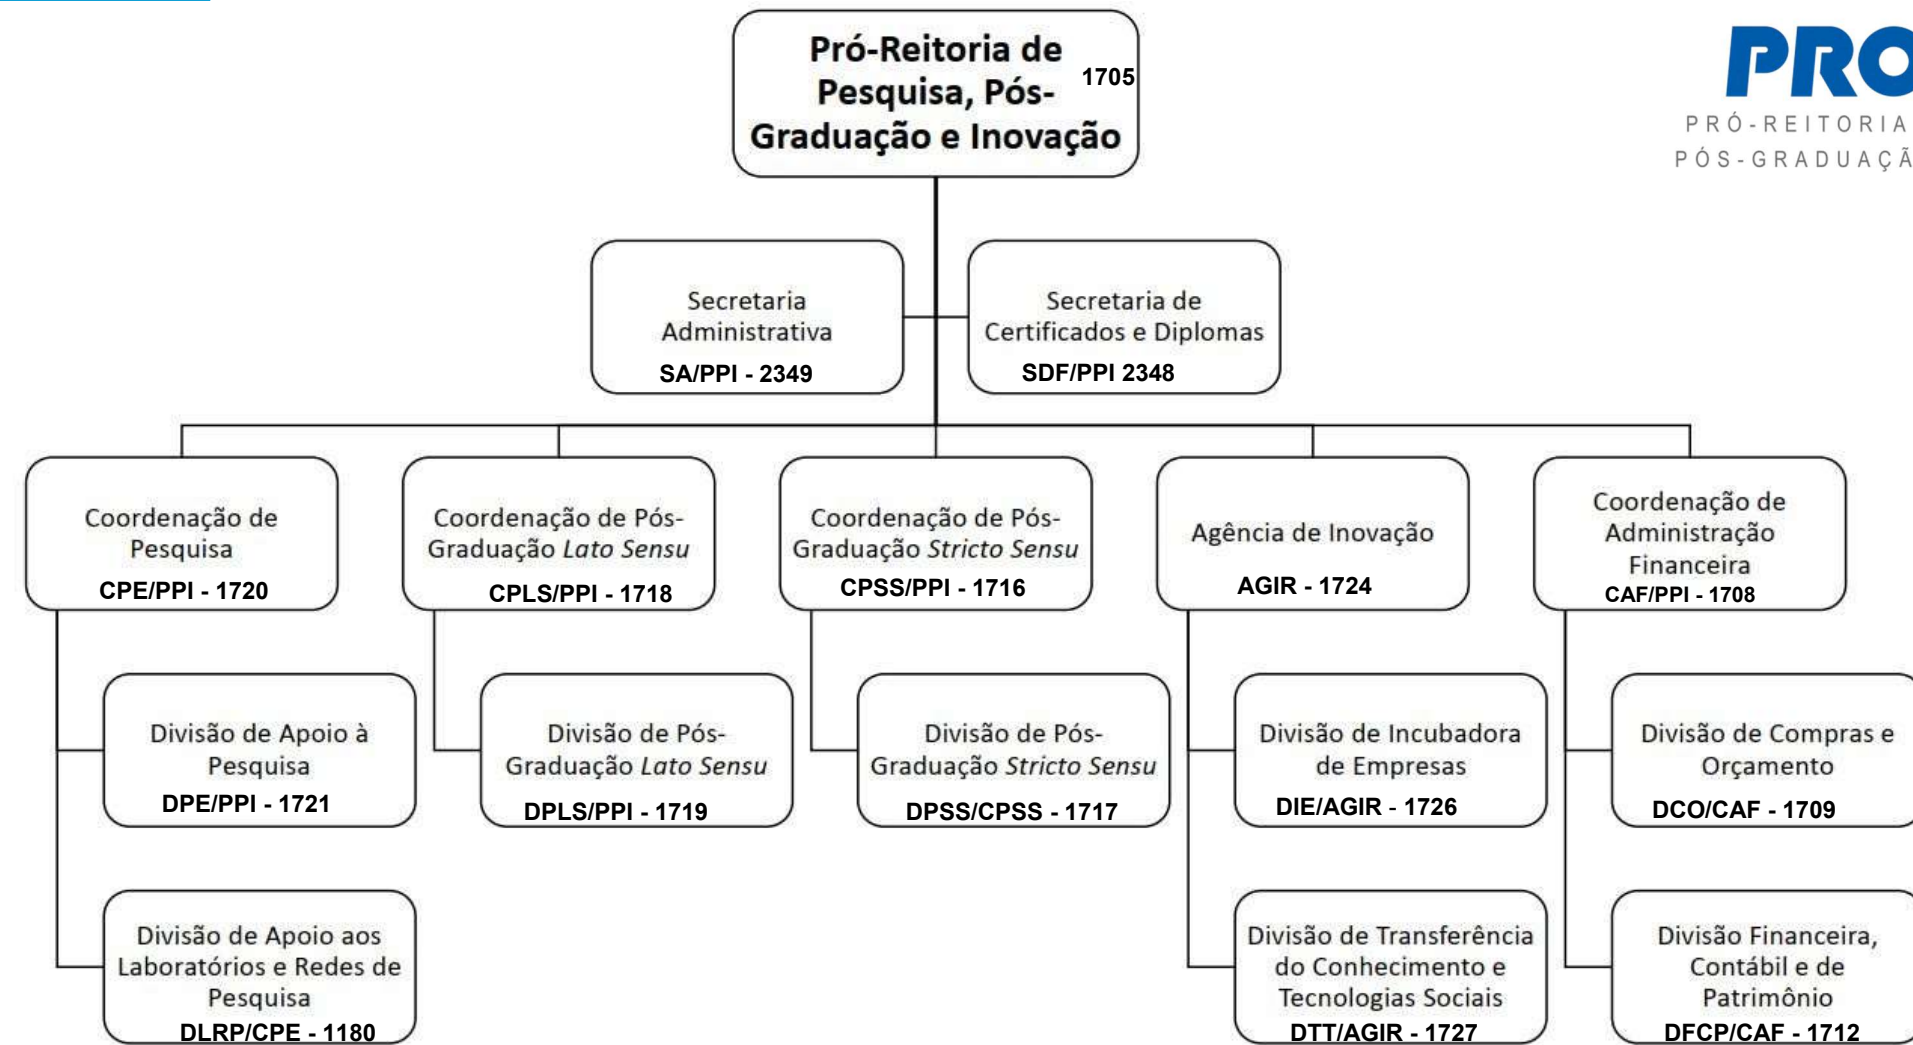 Pró-Reitoria de
Pesquisa, Pós-
Graduação e Inovação
1705
PRO
PRÓ-REITORIA
PÓS-GRADUAÇÃ
Secretaria
Administrativa
SA/PPI - 2349
Secretaria de
Certificados e Diplomas
SDF/PPI 2348
Coordenação de
Pesquisa
CPE/PPI - 1720
Coordenação de Pós-
Graduação Lato Sensu
CPLS/PPI - 1718
Coordenação de Pós-
Graduação Stricto Sensu
CPSS/PPI - 1716
Agência de Inovação
AGIR - 1724
Coordenação de
Administração
Financeira
CAF/PPI - 1708
Divisão de Apoio à
Pesquisa
DPE/PPI - 1721
Divisão de Pós-
Graduação Lato Sensu
DPLS/PPI - 1719
Divisão de Pós-
Graduação Stricto Sensu
DPSS/CPSS - 1717
Divisão de Incubadora
de Empresas
DIE/AGIR - 1726
Divisão de Compras e
Orçamento
DCO/CAF - 1709
Divisão de Apoio aos
Laboratórios e Redes de
Pesquisa
DLRP/CPE - 1180
Divisão de Transferência
do Conhecimento e
Tecnologias Sociais
DTT/AGIR - 1727
Divisão Financeira,
Contábil e de
Patrimônio
DFCP/CAF - 1712